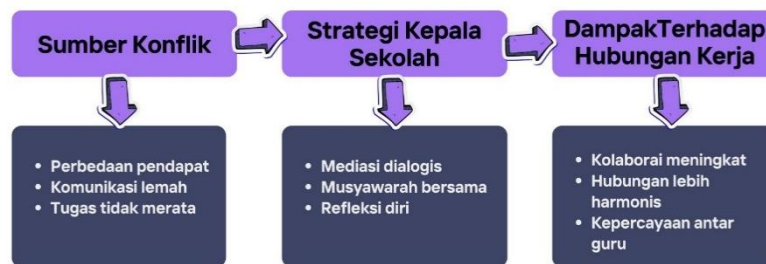 Sumber Konflik
Strategi Kepala
Sekolah
DampakTerhadap
Hubungan Kerja
• Perbedaan pendapat
• Komunikasi lemah
• Tugas tidak merata
• Mediasi dialogis
• Musyawarah bersama
• Refleksi diri
• Kolaborai meningkat
• Hubungan lebih
harmonis
• Kepercayaan antar
guru